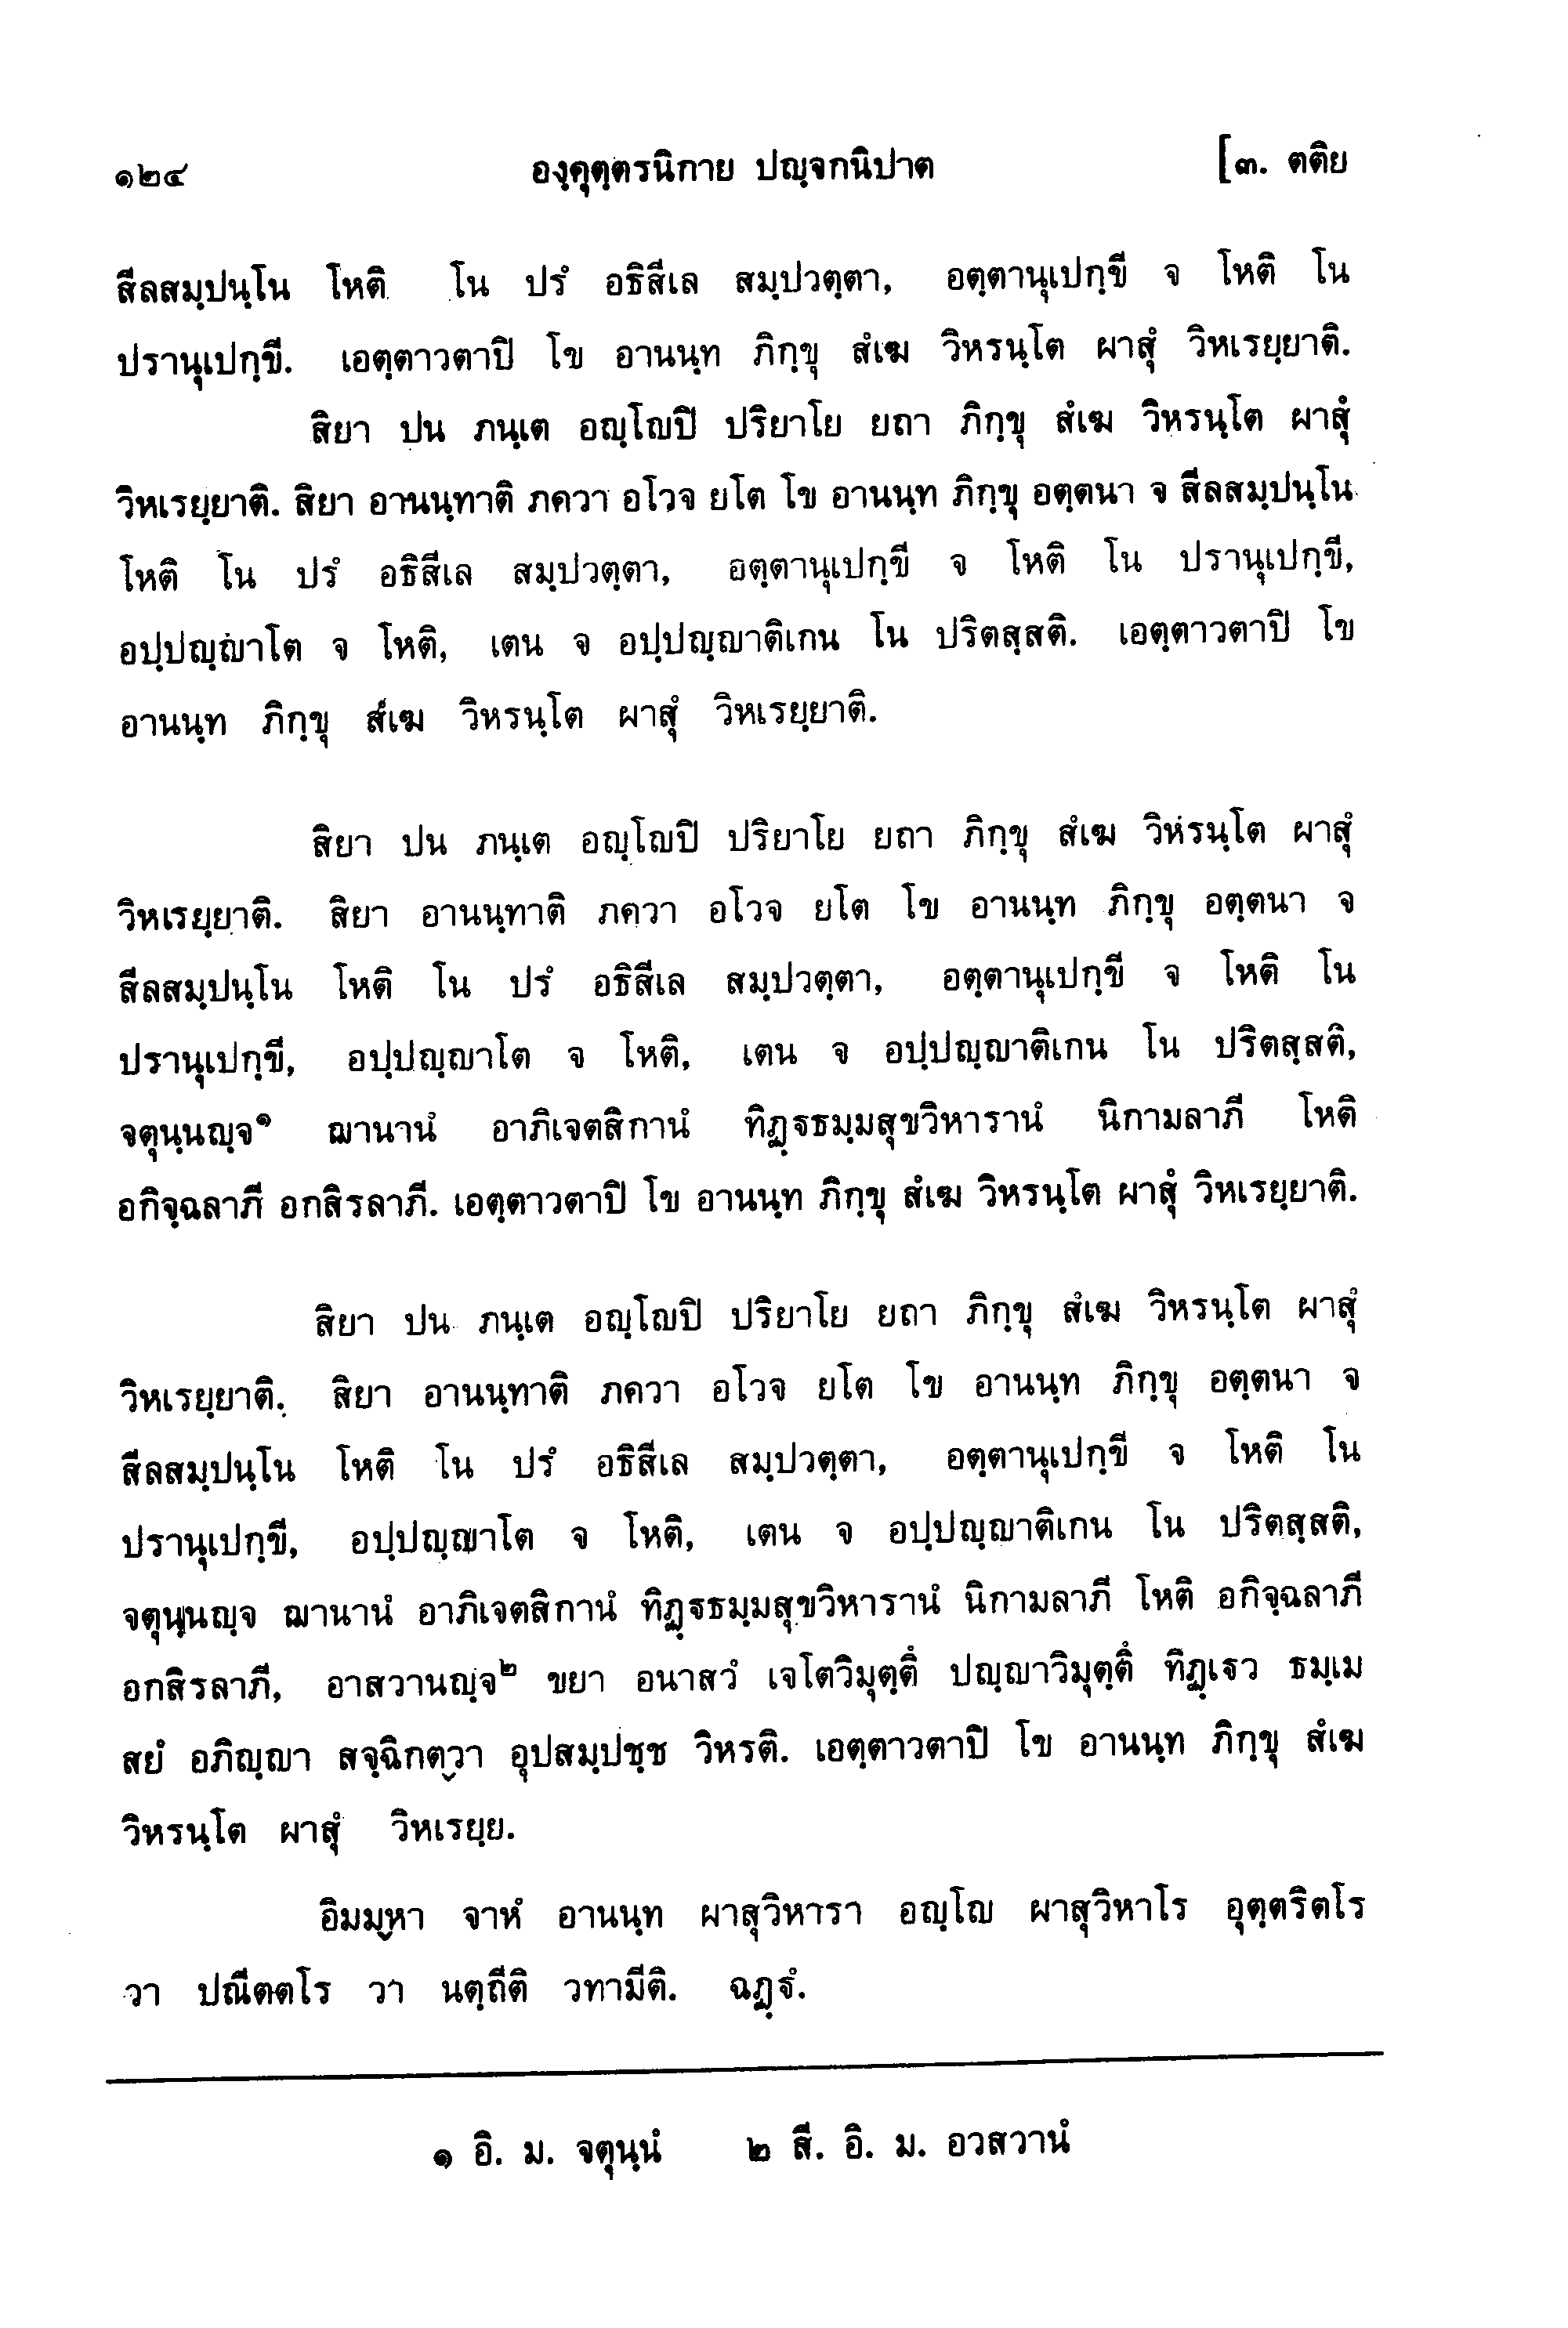 ๑๒๔ องฺคุตฺตรนิกาย ปญฺจกนิปาต [๓. ตติย
สีลสมฺปนฺโน โหติ โน ปรํ อธิสีเล สมฺปวตฺตา, อตฺตานุเปกฺขี จ โหติ โน
ปรานุเปกฺขี. เอตฺตาวตาปิ โข อานนฺท ภิกฺขุ สํเฆ วิหรนฺโต ผาสุํ วิหเรยฺยาติ.
สิยา ปน ภนฺเต อญฺโญปิ ปริยาโย ยถา ภิกฺขุ สํเฆ วิหรนฺโต ผาสุํ
วิหเรยฺยาติ. สิยา อานนฺทาติ ภควา อโวจ ยโต โข อานนฺท ภิกฺขุ อตฺตนา จ สีลสมฺปนฺโน
โหติ โน ปรํ อธิสีเล สมฺปวตฺตา, อตฺตานุเปกฺขี จ โหติ โน ปรานุเปกฺขี,
อปฺปญฺญาโต จ โหติ, เตน จ อปฺปญฺญาติเกน โน ปริตสฺสติ. เอตฺตาวตาปิ โข
อานนฺท ภิกฺขุ สํเฆ วิหรนฺโต ผาสุํ วิหเรยฺยาติ.
สิยา ปน ภนฺเต อญฺโญปิ ปริยาโย ยถา ภิกฺขุ สํเฆ วิหรนฺโต ผาสุํ
วิหเรยฺยาติ. สิยา อานนฺทาติ ภควา อโวจ ยโต โข อานนฺท ภิกฺขุ อตฺตนา จ
สีลสมฺปนฺโน โหติ โน ปรํ อธิสีเล สมฺปวตฺตา, อตฺตานุเปกฺขี จ โหติ โน
ปรานุเปกฺขี, อปฺปญฺญาโต จ โหติ, เตน จ อปฺปญฺญาติเกน โน ปริตสฺสติ,
จตุนฺนญฺจ๑ ฌานานํ อาภิเจตสิกานํ ทิฏฺฐธมฺมสุขวิหารานํ นิกามลาภี โหติ
อกิจฺฉลาภี อกสิรลาภี. เอตฺตาวตาปิ โข อานนฺท ภิกฺขุ สํเฆ วิหรนฺโต ผาสุํ วิหเรยฺยาติ.
สิยา ปน ภนฺเต อญฺโญปิ ปริยาโย ยถา ภิกฺขุ สํเฆ วิหรนฺโต ผาสุํ
วิหเรยฺยาติ. สิยา อานนฺทาติ ภควา อโวจ ยโต โข อานนฺท ภิกฺขุ อตฺตนา จ
สีลสมฺปนฺโน โหติ โน ปรํ อธิสีเล สมฺปวตฺตา, อตฺตานุเปกฺขี จ โหติ โน
ปรานุเปกฺขี, อปฺปญฺญาโต จ โหติ, เตน จ อปฺปญฺญาติเกน โน ปริตสฺสติ,
จตุนฺนญฺจ ฌานานํ อาภิเจตสิกานํ ทิฏฺฐธมฺมสุขวิหารานํ นิกามลาภี โหติ อกิจฺฉลาภี
อกสิรลาภี, อาสวานญฺจ๒ ขยา อนาสวํ เจโตวิมุตฺตึ ปญฺญาวิมุตฺตึ ทิฏฺเฐว ธมฺเม
สยํ อภิญฺญา สจฺฉิกตฺวา อุปสมฺปชฺช วิหรติ. เอตฺตาวตาปิ โข อานนฺท ภิกฺขุ สํเฆ
วิหรนฺโต ผาสุํ วิหเรยฺย.
อิมมฺหา จาหํ อานนฺท ผาสุวิหารา อญฺโญ ผาสุวิหาโร อุตฺตริตโร
วา ปณีตตโร วา นตฺถีติ วทามีติ. ฉฏฺฐํ.
๑ อิ. ม. จตุนฺนํ ๒ สี. อิ. ม. อวสวานํ